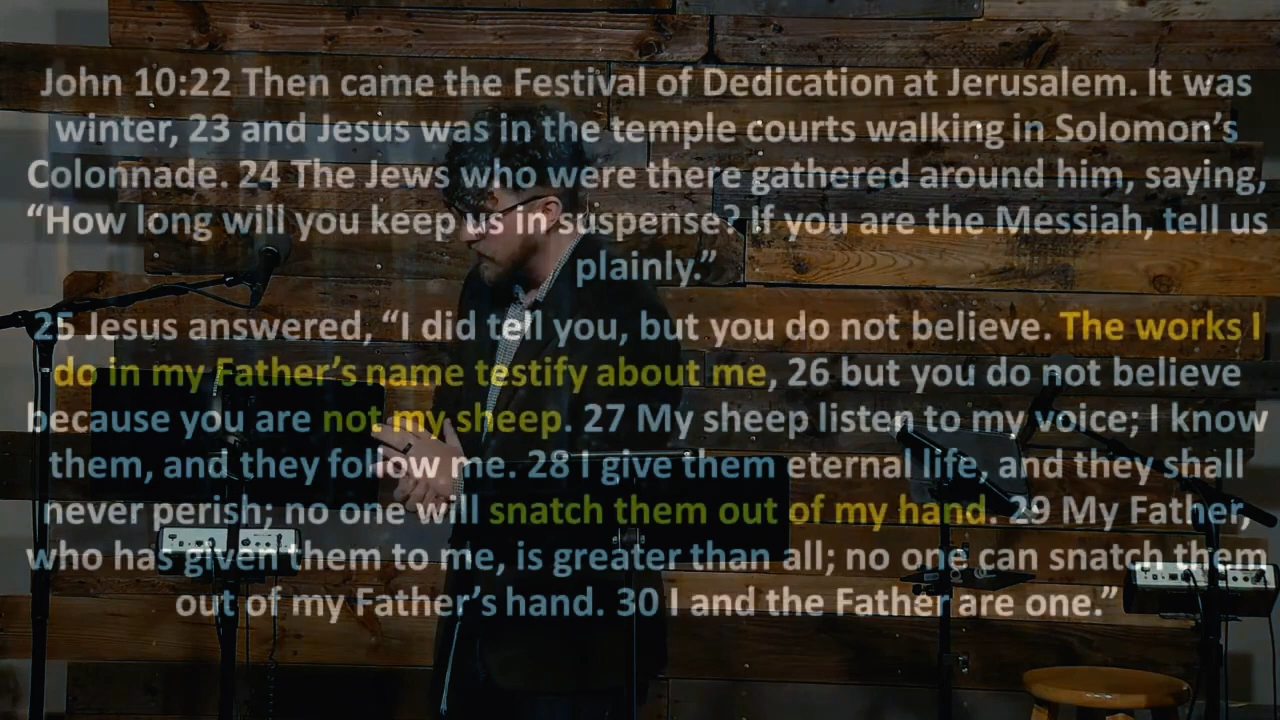 John 10:22 Then came the Festival of Dedication at Jerusalem. It was
winter, 23 and Jesus was in the temple courts walking in Solomon’s
Colonnade. 24 The Jews who were there gathered around him, saying,
“How long will you keep us in suspense? If you are the Messiah, tell us
plainly.”
25 Jesus answered, “I did tell you, but you do not believe. The works I
do in my Father’s name testify about me, 26 but you do not believe
because you are not my sheep. 27 My sheep listen to my voice; I know
them, and they follow me. 28 I give them eternal life, and they shall
never perish; no one will snatch them out of my hand. 29 My Father,
who has given them to me, is greater than all; no one can snatch them
out of my Father’s hand. 30 I and the Father are one.”